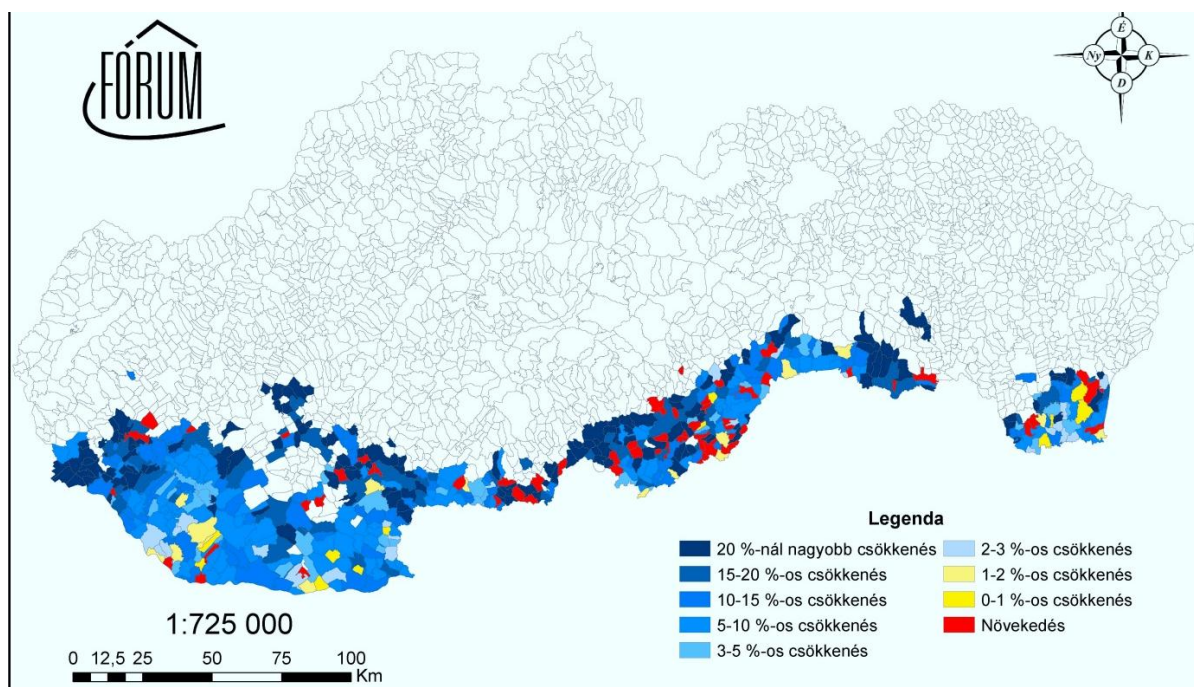 FÓRUM
É
Ny
K
D
Legenda
20 %-nál nagyobb csökkenés
15-20 %-os csökkenés
10-15 %-os csökkenés
5-10 %-os csökkenés
3-5 %-os csökkenés
2-3 %-os csökkenés
1-2 %-os csökkenés
0-1 %-os csökkenés
Növekedés
1:725 000
0 12,5 25 50 75 100
Km